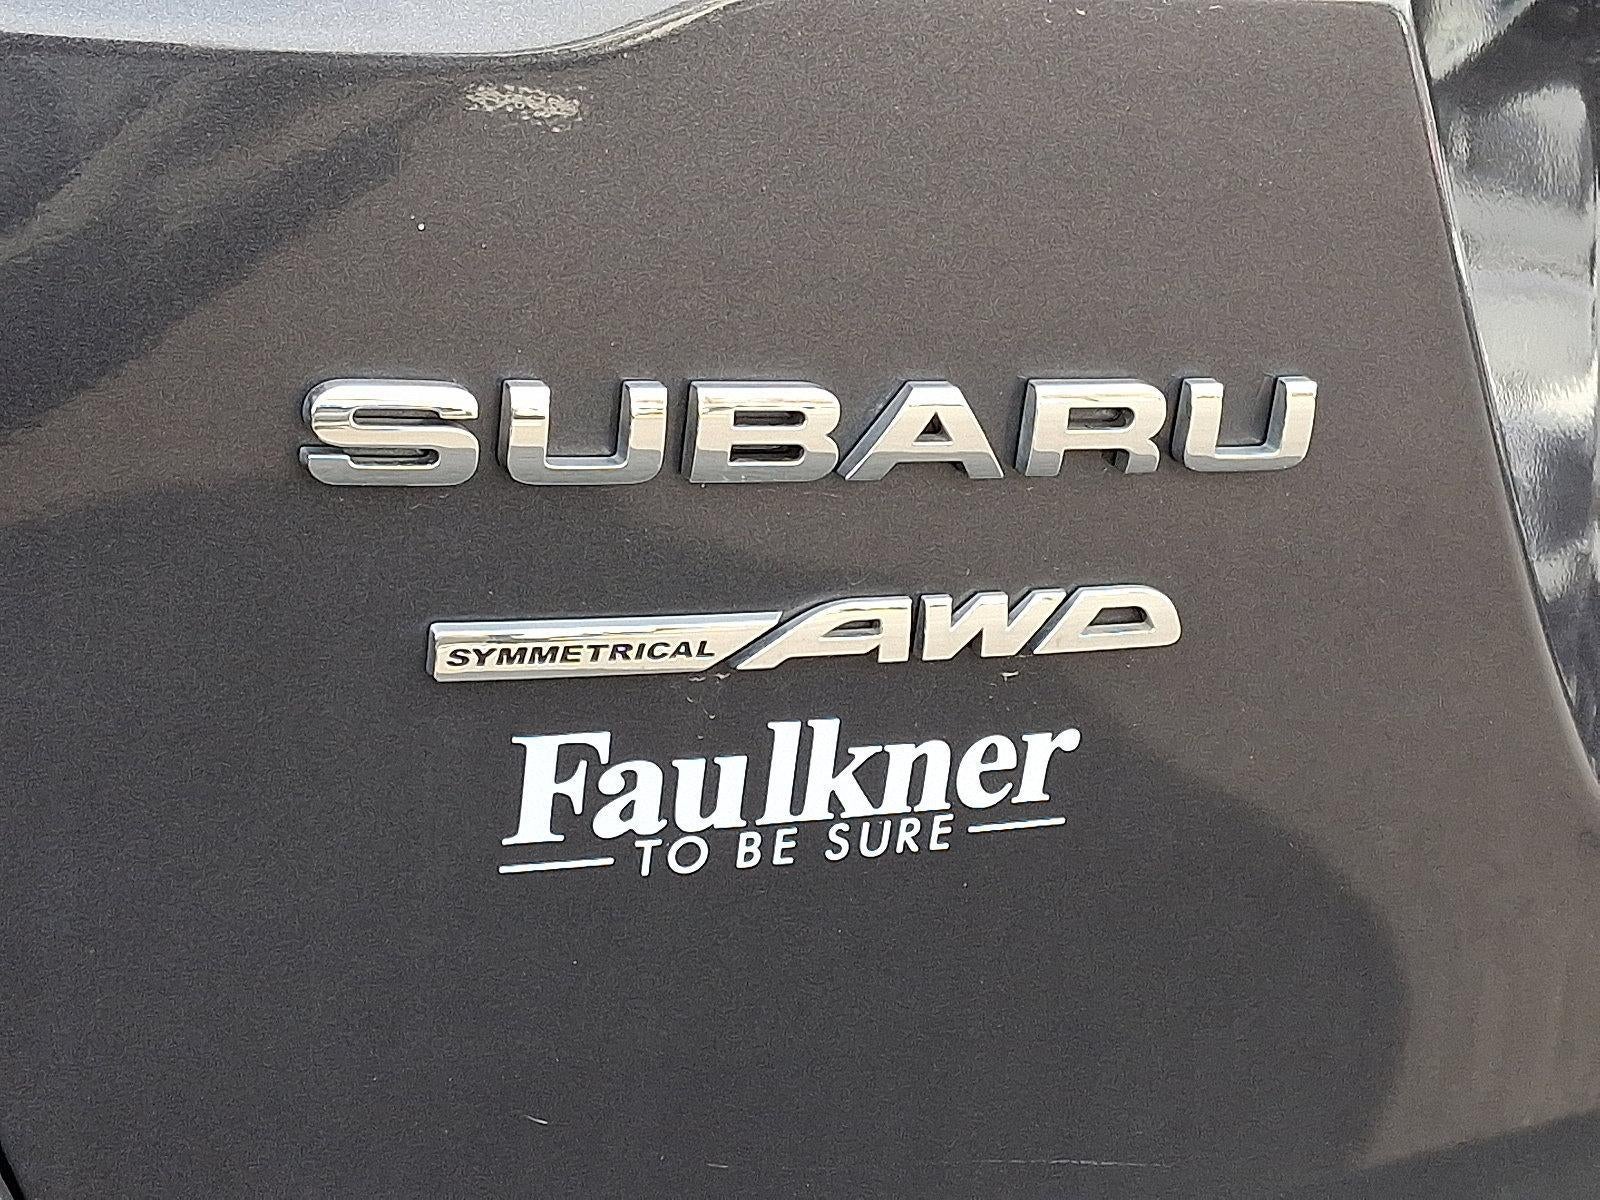 SUBARU
SYMMETRICAL AWD
Faulkner
TO BE SURE